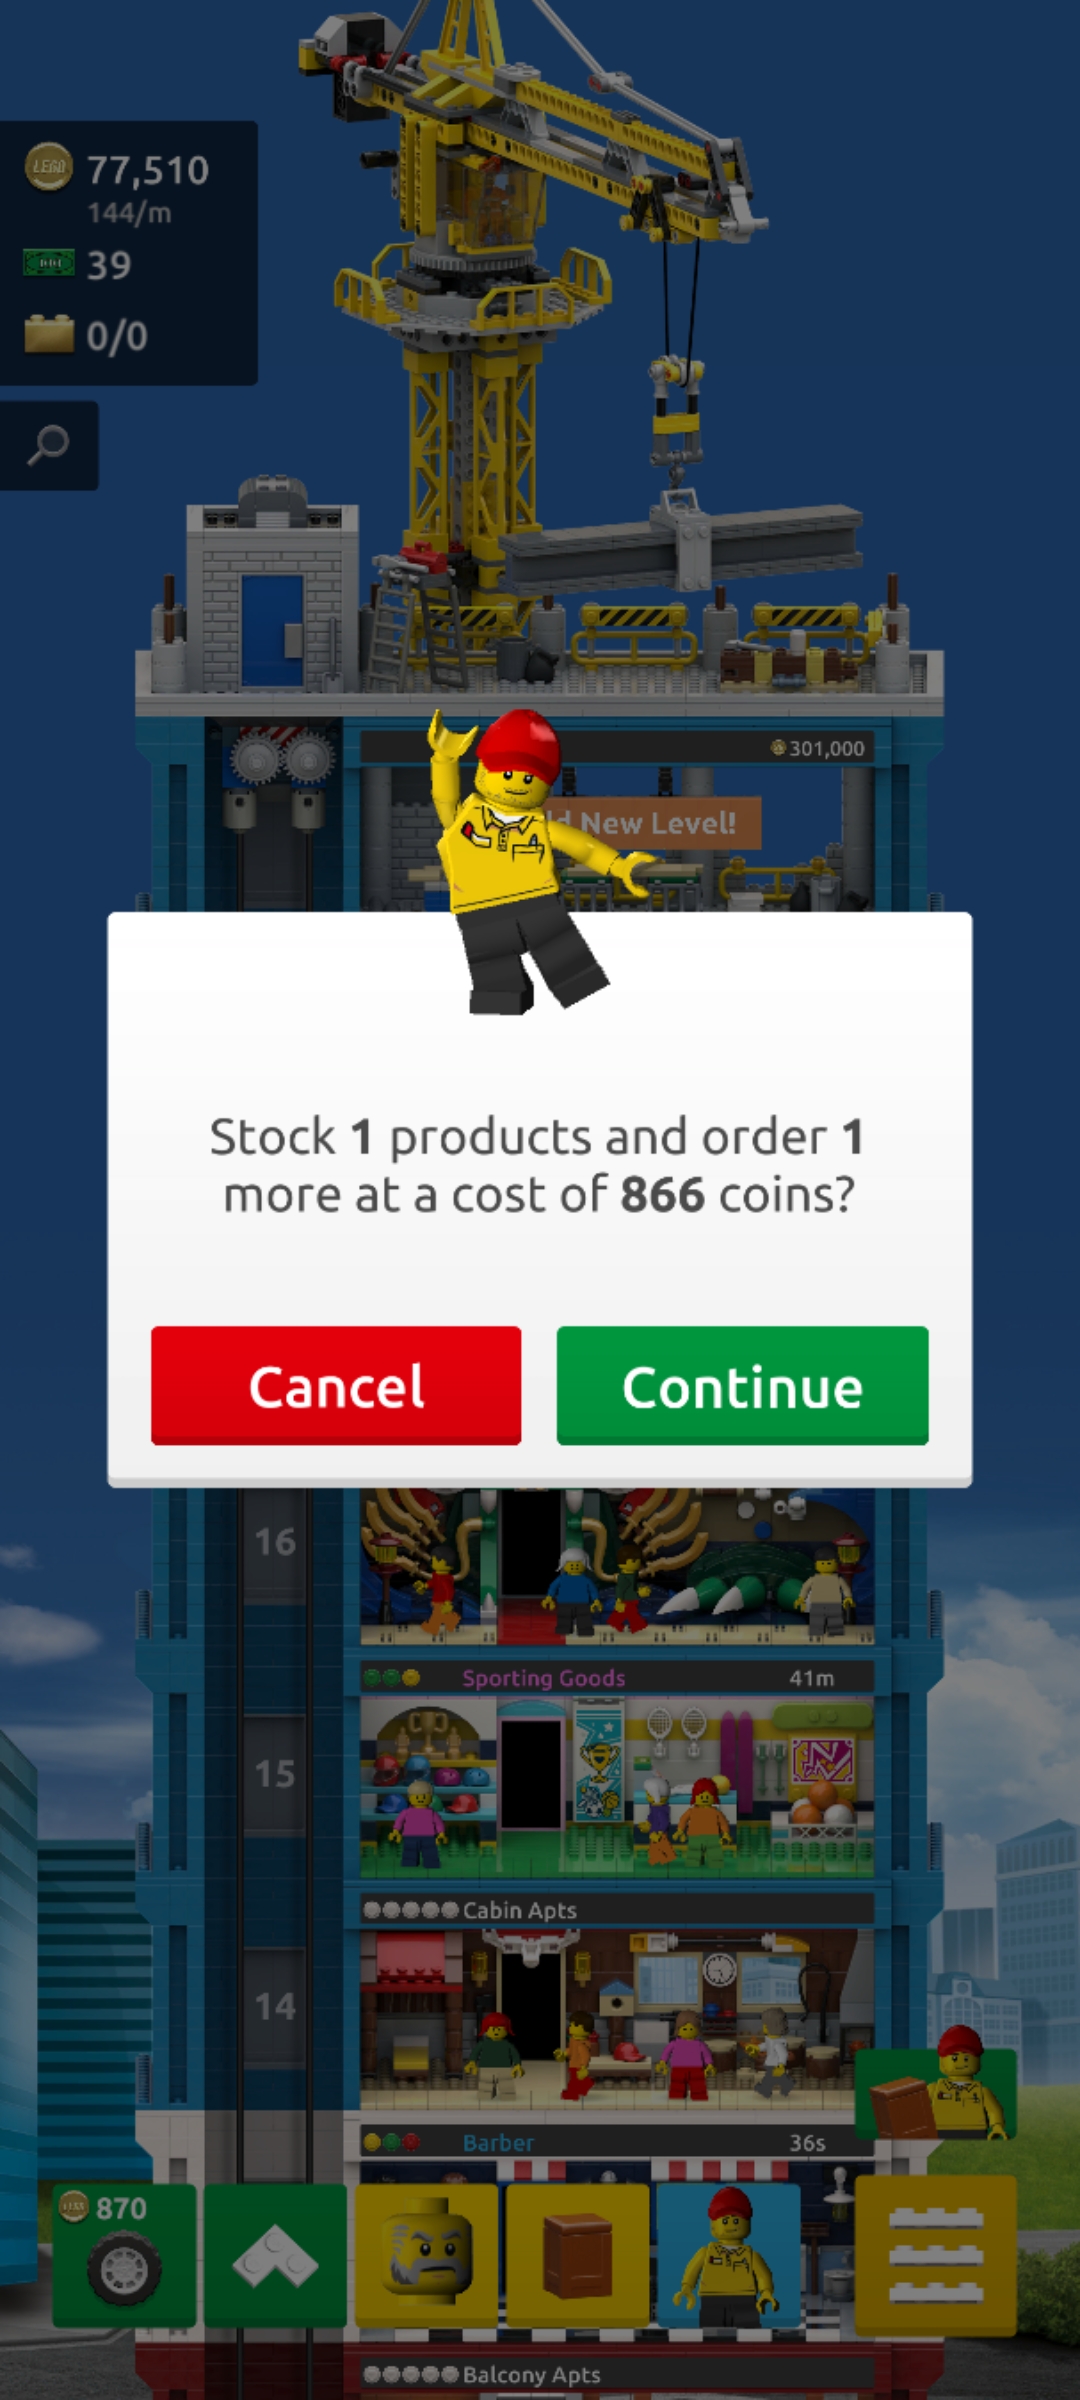 LEGO 77,510
144/m
39
0/0
301,000
d New Level!
Stock 1 products and order 1
more at a cost of 866 coins?
Cancel
Continue
16
Sporting Goods 41m
15
Cabin Apts
14
Barber 36s
870
Balcony Apts